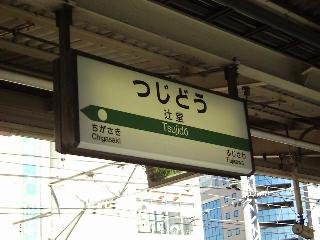 つじどう
辻堂
Tsujidō
ちがさき
Chigasaki
ふじさわ
Fujisawa